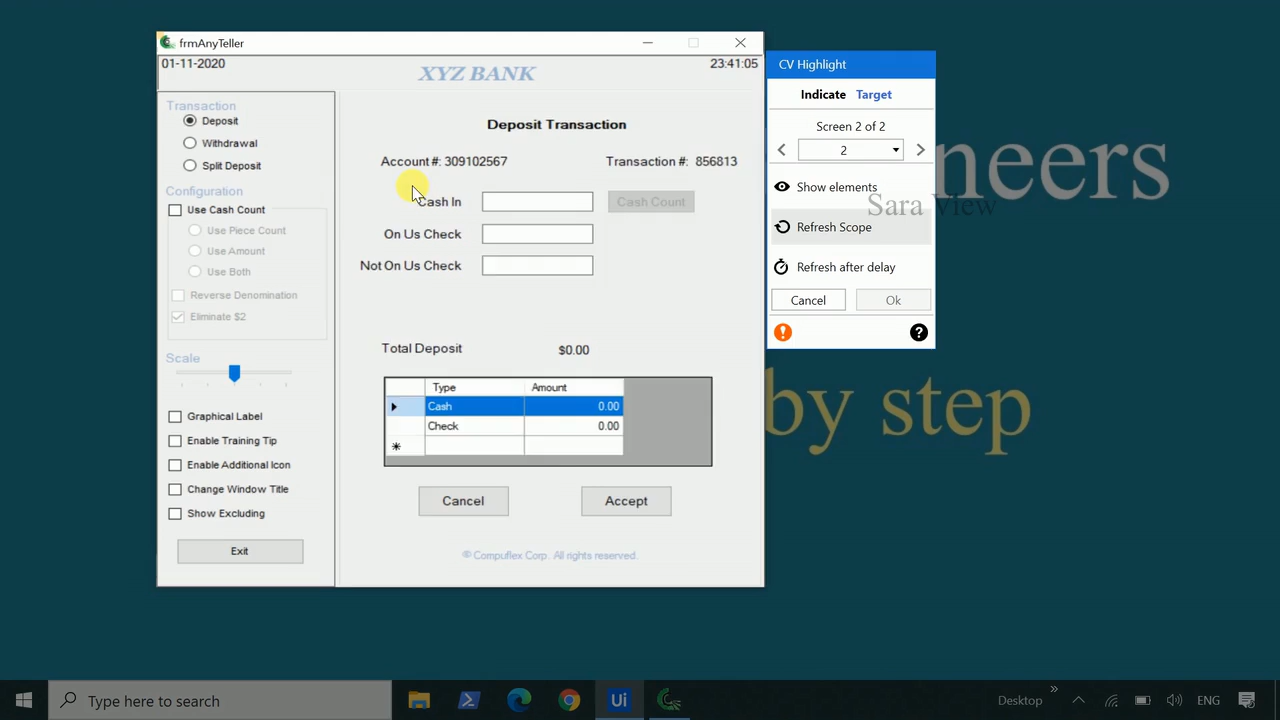 frmAnyTeller
01-11-2020
XYZ BANK
23:41:05
Transaction
Deposit
Withdrawal
Split Deposit
Configuration
Use Cash Count
Use Piece Count
Use Amount
Use Both
Reverse Denomination
Eliminate $2
Scale
Graphical Label
Enable Training Tip
Enable Additional Icon
Change Window Title
Show Excluding
Exit
Deposit Transaction
Account #: 309102567
Transaction #: 856813
Cash In
Cash Count
On Us Check
Not On Us Check
Total Deposit
$0.00
Type Amount
Cash 0.00
Check 0.00
Cancel
Accept
® Compuflex Corp. All rights reserved.
CV Highlight
Indicate Target
Screen 2 of 2
2
Show elements
Refresh Scope
Refresh after delay
Cancel Ok
neers
Sara View
by step
Type here to search
Ui
Desktop
ENG